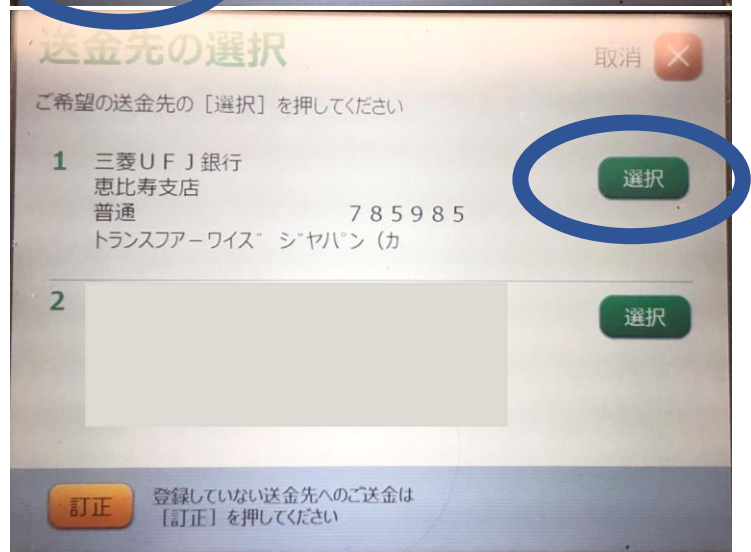 送金先の選択
取消
ご希望の送金先の［選択］を押してください
1 三菱ＵＦＪ銀行 選択
恵比寿支店
普通 ７８５９８５
トランスフアーワイズ゛ ジ゛ヤハ゜ン（カ
2 選択
訂正 登録していない送金先へのご送金は
［訂正］を押してください